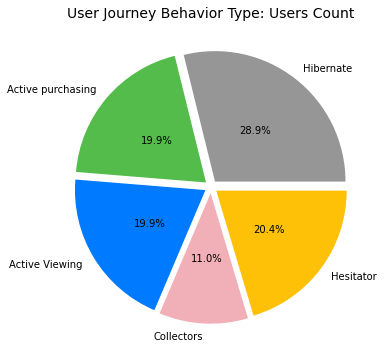 User Journey Behavior Type: Users Count
Hibernate
28.9%
Active purchasing
19.9%
Active Viewing
19.9%
Collectors
11.0%
Hesitator
20.4%